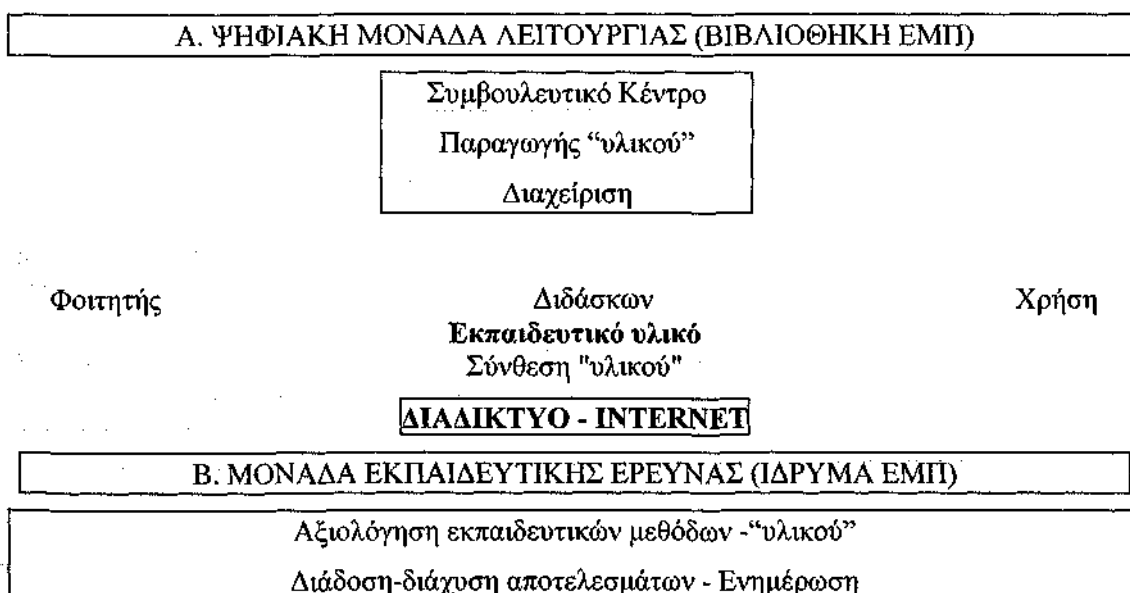 Α. ΨΗΦΙΑΚΗ ΜΟΝΑΔΑ ΛΕΙΤΟΥΡΓΙΑΣ (ΒΙΒΛΙΟΘΗΚΗ ΕΜΠ)
Συμβουλευτικό Κέντρο
Παραγωγής “υλικού”
Διαχείριση
Φοιτητής Διδάσκων Χρήση
Εκπαιδευτικό υλικό
Σύνθεση "υλικού"
ΔΙΑΔΙΚΤΥΟ - INTERNET
Β. ΜΟΝΑΔΑ ΕΚΠΑΙΔΕΥΤΙΚΗΣ ΕΡΕΥΝΑΣ (ΙΔΡΥΜΑ ΕΜΠ)
Αξιολόγηση εκπαιδευτικών μεθόδων -“υλικού”
Διάδοση-διάχυση αποτελεσμάτων - Ενημέρωση